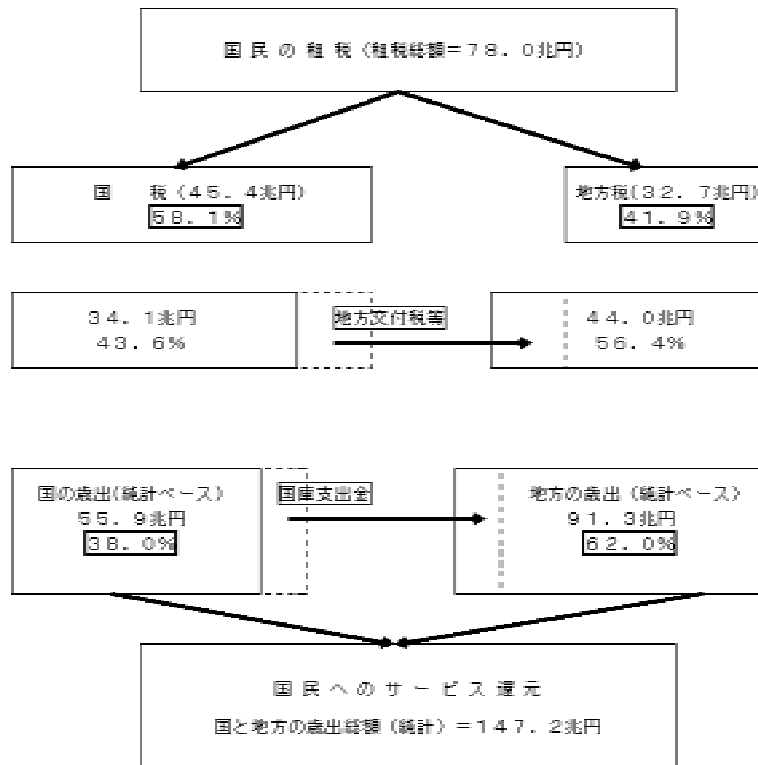 国民の租税(租税総額=78.0兆円)
国 税(45.4兆円)
58.1%
地方税(32.7兆円)
41.9%
34.1兆円
43.6%
地方交付税等
44.0兆円
56.4%
国の歳出(純計ベース)
55.9兆円
38.0%
国庫支出金
地方の歳出(純計ベース)
91.3兆円
62.0%
国民へのサービス還元
国と地方の歳出総額(純計)=147.2兆円